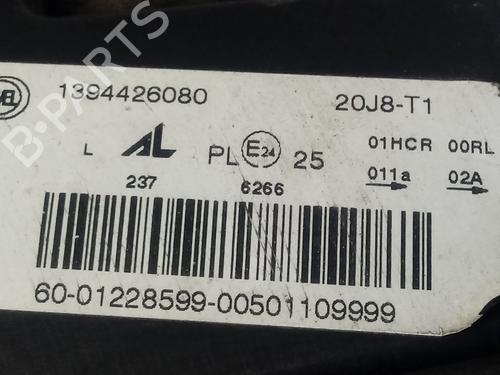 1394426080 20J8-T1
L AL PL E24 25 01HCR 00RL
237 6266 011a 02A
60-01228599-00501109999
B-PARTS